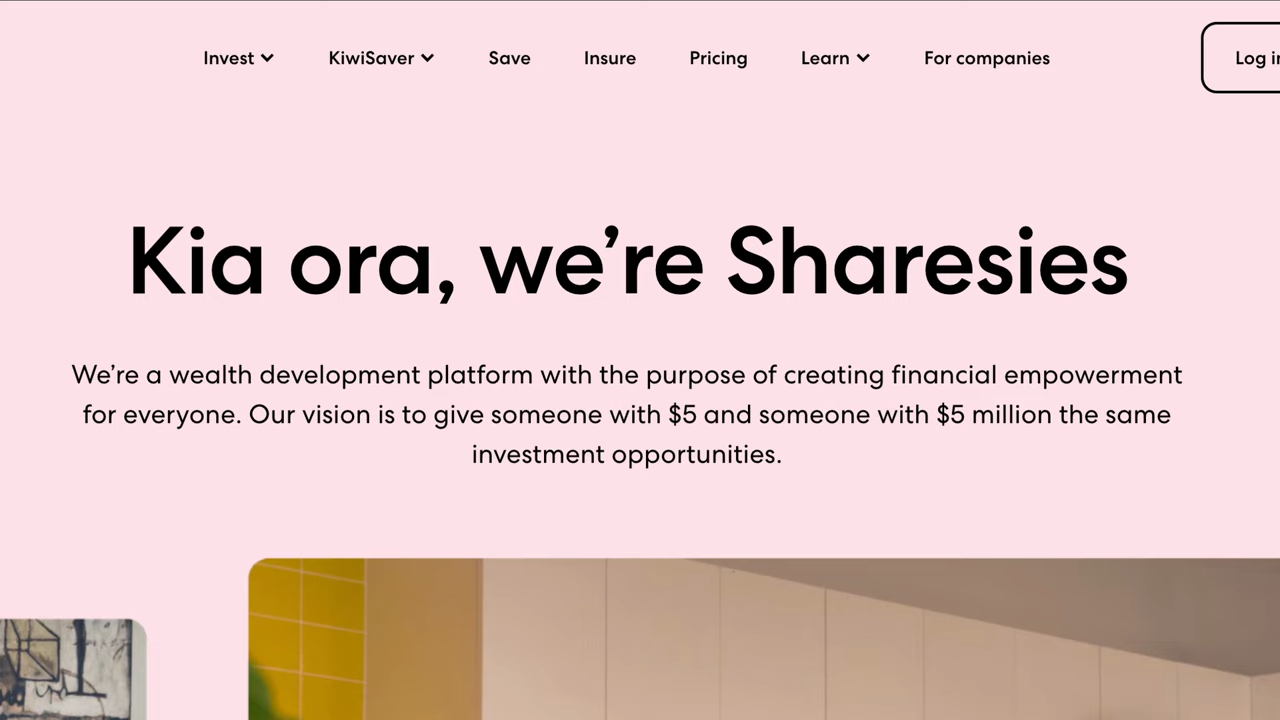 Invest KiwiSaver Save Insure Pricing Learn For companies Log in
Kia ora, we’re Sharesies
We’re a wealth development platform with the purpose of creating financial empowerment
for everyone. Our vision is to give someone with $5 and someone with $5 million the same
investment opportunities.